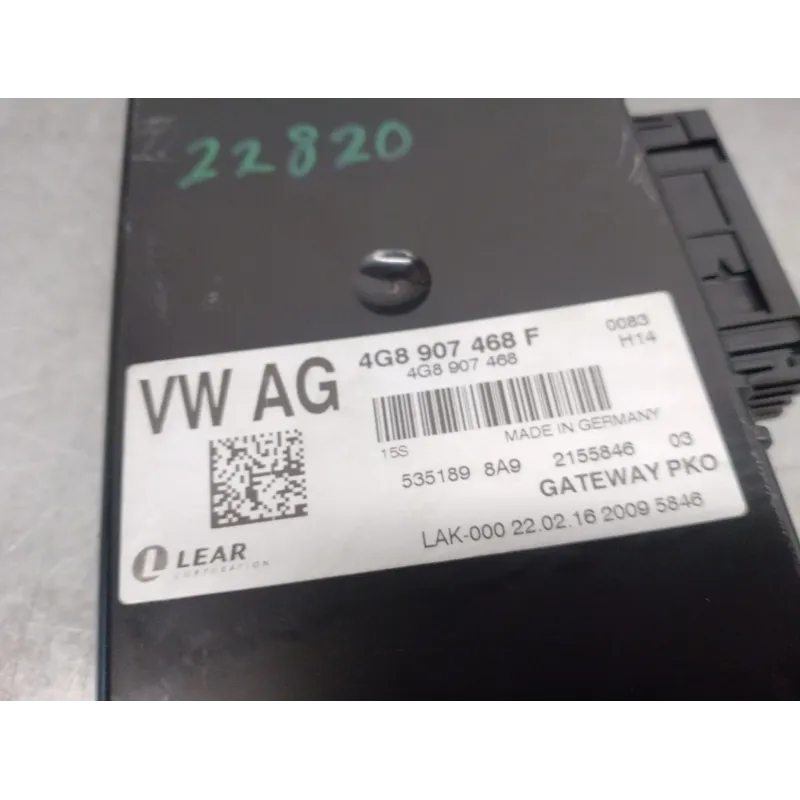 22820
4G8 907 468 F
0083
4G8 907 468
H14
VW AG
15S
MADE IN GERMANY
535189 8A9
2155846
03
GATEWAY PKO
LAK-000 22.02.16 2009 5846
LEAR
CORPORATION